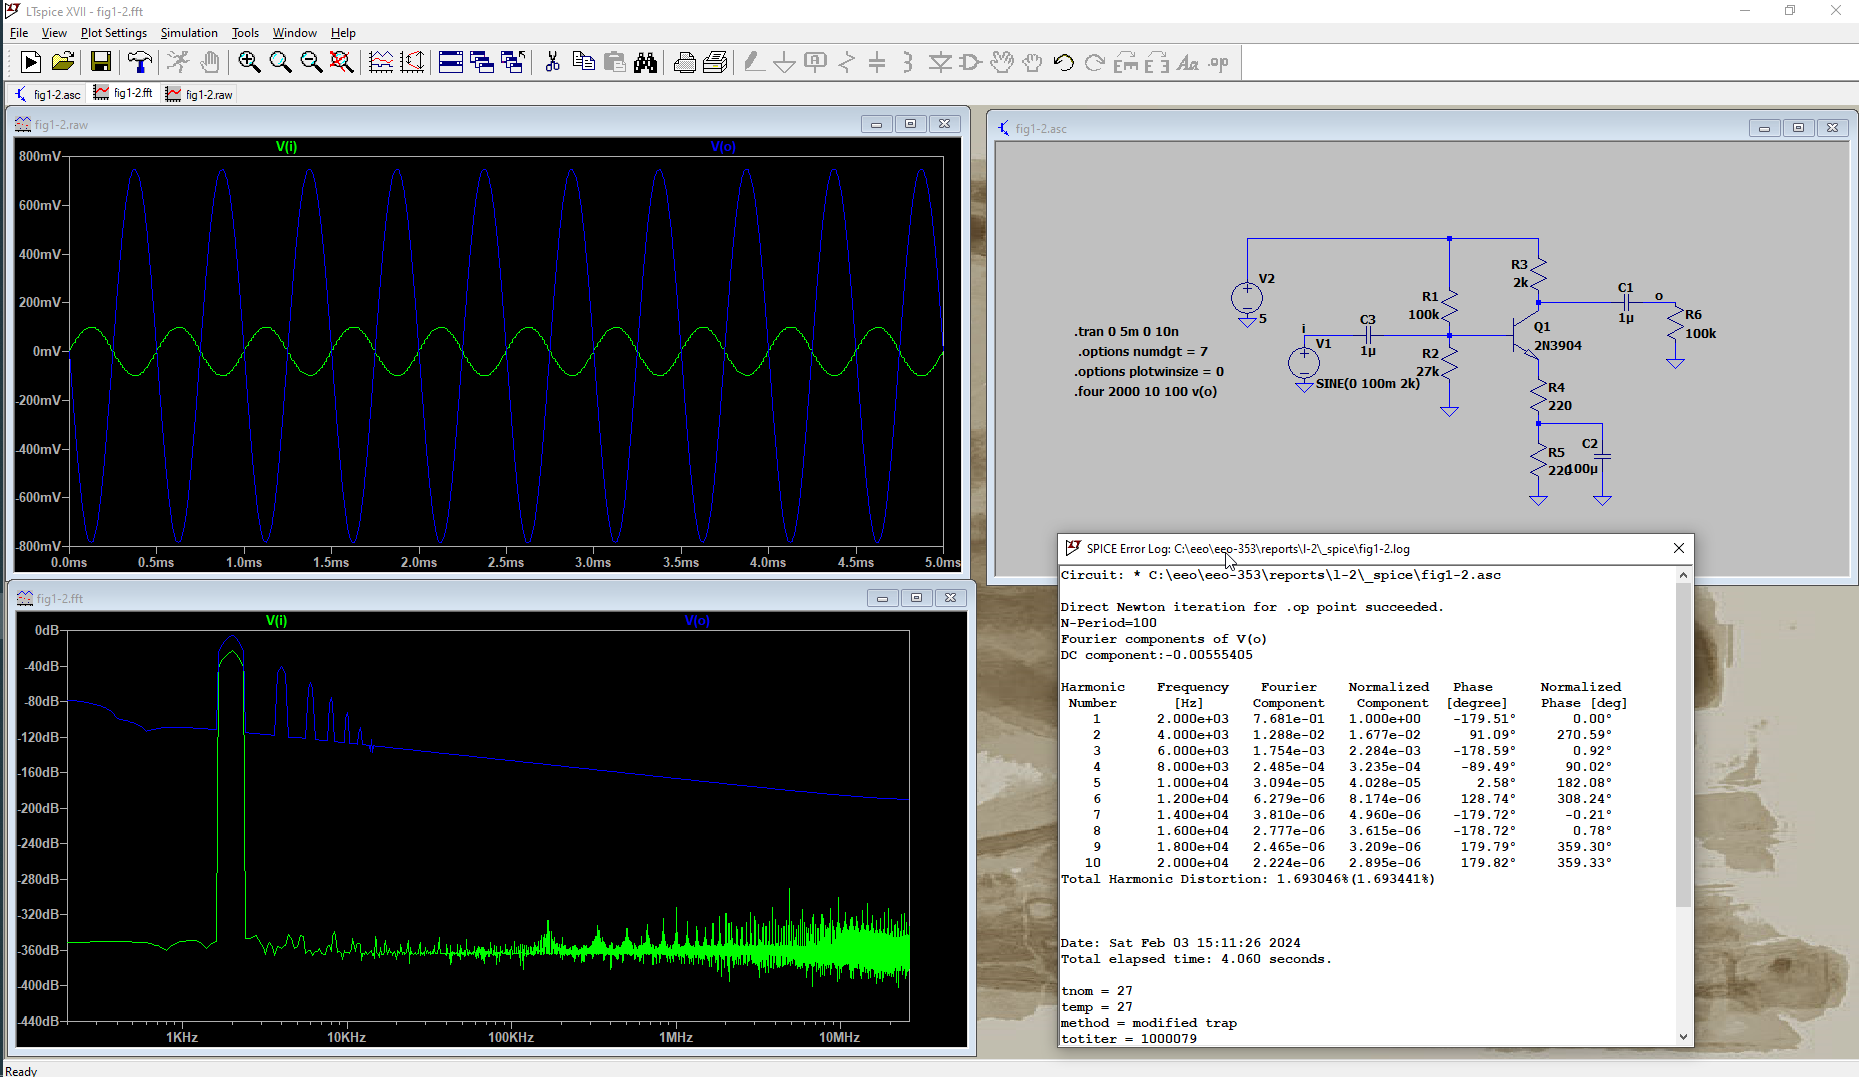 LTspice XVII - fig1-2.fft
File View Plot Settings Simulation Tools Window Help
fig1-2.asc fig1-2.fft fig1-2.raw
fig1-2.raw
V(i) V(o)
800mV
600mV
400mV
200mV
0mV
-200mV
-400mV
-600mV
-800mV
0.0ms 0.5ms 1.0ms 1.5ms 2.0ms 2.5ms 3.0ms 3.5ms 4.0ms 4.5ms 5.0ms
fig1-2.fft
V(i) V(o)
0dB
-40dB
-80dB
-120dB
-160dB
-200dB
-240dB
-280dB
-320dB
-360dB
-400dB
-440dB
1KHz 10KHz 100KHz 1MHz 10MHz
fig1-2.asc
V2
5
R1
100k
R3
2k
C1
1µ
o
R6
100k
Q1
2N3904
i
C3
1µ
V1
SINE(0 100m 2k)
R2
27k
R4
220
R5
220
C2
100µ
.tran 0 5m 0 10n
.options numdgt = 7
.options plotwinsize = 0
.four 2000 10 100 v(o)
SPICE Error Log: C:\eeo\eeo-353\reports\l-2\_spice\fig1-2.log
Circuit: * C:\eeo\eeo-353\reports\l-2\_spice\fig1-2.asc
Direct Newton iteration for .op point succeeded.
N-Period=100
Fourier components of V(o)
DC component:-0.00555405
Harmonic Frequency Fourier Normalized Phase Normalized
Number [Hz] Component Component [degree] Phase [deg]
1 2.000e+03 7.681e-01 1.000e+00 -179.51° 0.00°
2 4.000e+03 1.288e-02 1.677e-02 91.09° 270.59°
3 6.000e+03 1.754e-03 2.284e-03 -178.59° 0.92°
4 8.000e+03 2.485e-04 3.235e-04 -89.49° 90.02°
5 1.000e+04 3.094e-05 4.028e-05 2.58° 182.08°
6 1.200e+04 6.279e-06 8.174e-06 128.74° 308.24°
7 1.400e+04 3.810e-06 4.960e-06 -179.72° -0.21°
8 1.600e+04 2.777e-06 3.615e-06 -178.72° 0.78°
9 1.800e+04 2.465e-06 3.209e-06 179.79° 359.30°
10 2.000e+04 2.224e-06 2.895e-06 179.82° 359.33°
Total Harmonic Distortion: 1.693046%(1.693441%)
Date: Sat Feb 03 15:11:26 2024
Total elapsed time: 4.060 seconds.
tnom = 27
temp = 27
method = modified trap
totiter = 1000079
Ready